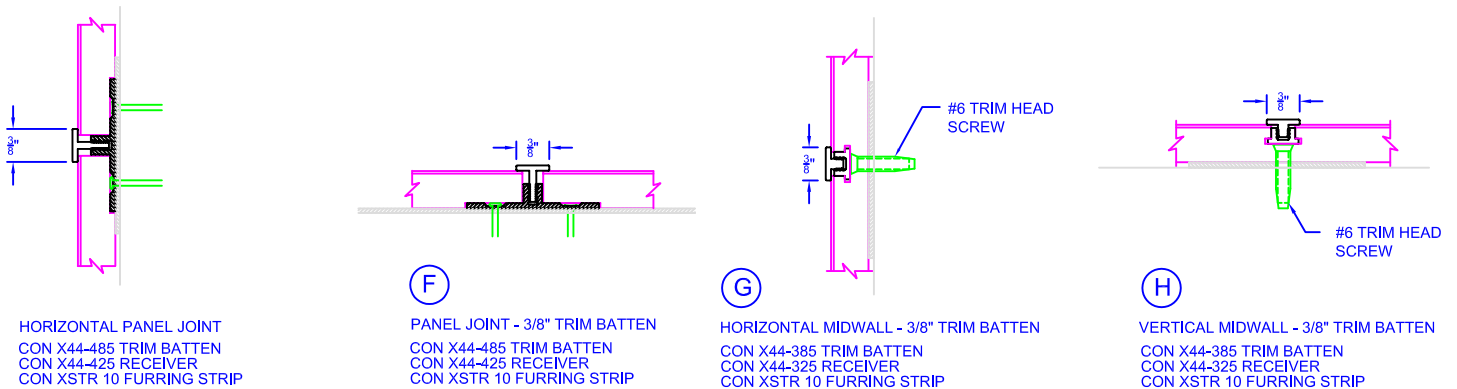 3/8"
HORIZONTAL PANEL JOINT
CON X44-485 TRIM BATTEN
CON X44-425 RECEIVER
CON XSTR 10 FURRING STRIP
3/8"
F
PANEL JOINT - 3/8" TRIM BATTEN
CON X44-485 TRIM BATTEN
CON X44-425 RECEIVER
CON XSTR 10 FURRING STRIP
3/8"
#6 TRIM HEAD
SCREW
G
HORIZONTAL MIDWALL - 3/8" TRIM BATTEN
CON X44-385 TRIM BATTEN
CON X44-325 RECEIVER
CON XSTR 10 FURRING STRIP
3/8"
#6 TRIM HEAD
SCREW
H
VERTICAL MIDWALL - 3/8" TRIM BATTEN
CON X44-385 TRIM BATTEN
CON X44-325 RECEIVER
CON XSTR 10 FURRING STRIP